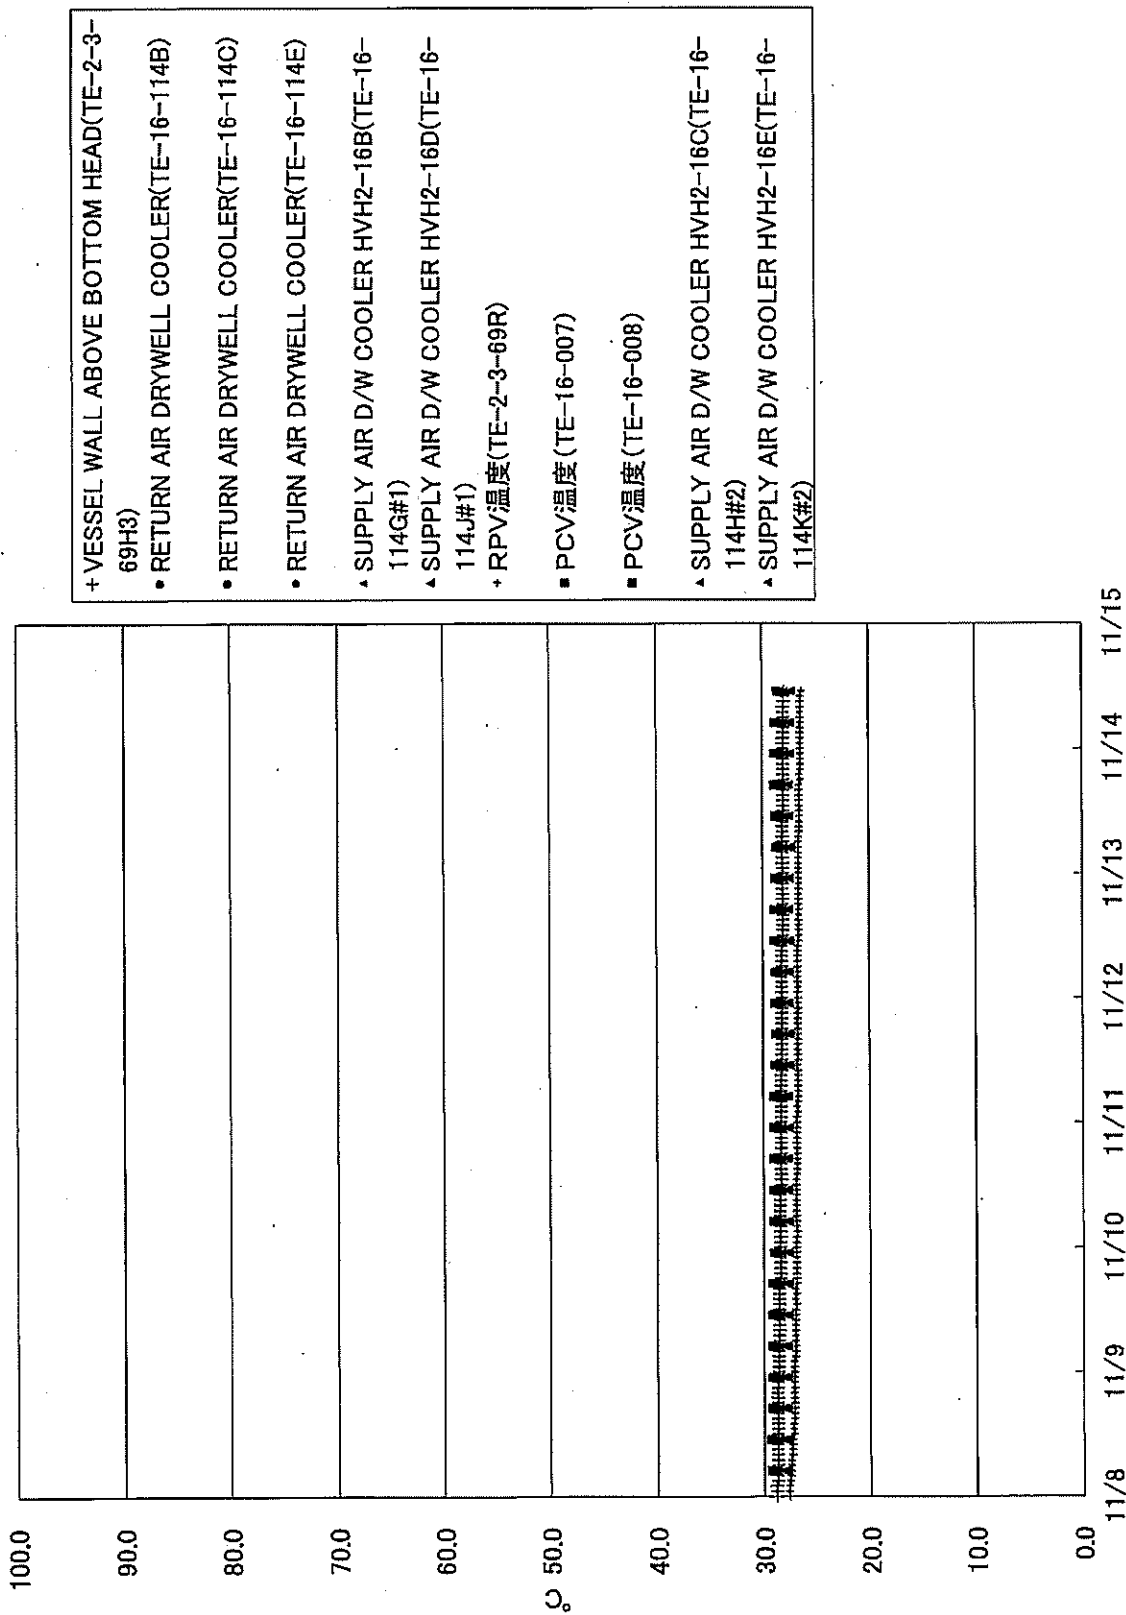 + VESSEL WALL ABOVE BOTTOM HEAD(TE-2-3-
69H3)
• RETURN AIR DRYWELL COOLER(TE-16-114B)
• RETURN AIR DRYWELL COOLER(TE-16-114C)
• RETURN AIR DRYWELL COOLER(TE-16-114E)
▲ SUPPLY AIR D/W COOLER HVH2-16B(TE-16-
114G#1)
▲ SUPPLY AIR D/W COOLER HVH2-16D(TE-16-
114J#1)
+ RPV温度(TE-2-3-69R)
■ PCV温度(TE-16-007)
■ PCV温度(TE-16-008)
▲ SUPPLY AIR D/W COOLER HVH2-16C(TE-16-
114H#2)
▲ SUPPLY AIR D/W COOLER HVH2-16E(TE-16-
114K#2)
100.0
90.0
80.0
70.0
60.0
50.0
40.0
30.0
20.0
10.0
0.0
℃
11/8 11/9 11/10 11/11 11/12 11/13 11/14 11/15